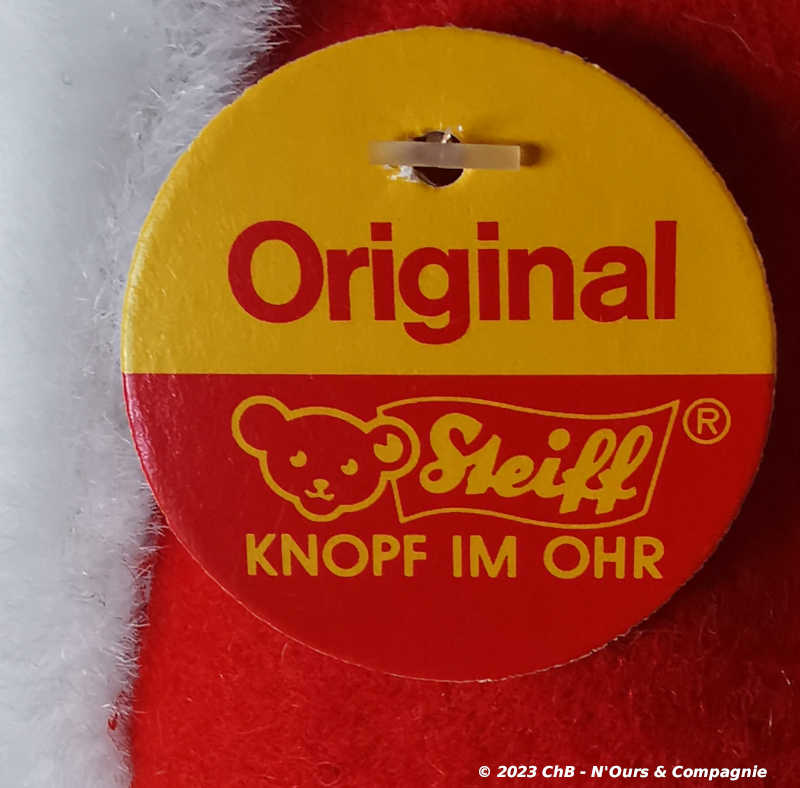 Original
Steiff ®
KNOPF IM OHR
© 2023 ChB - N'Ours & Compagnie